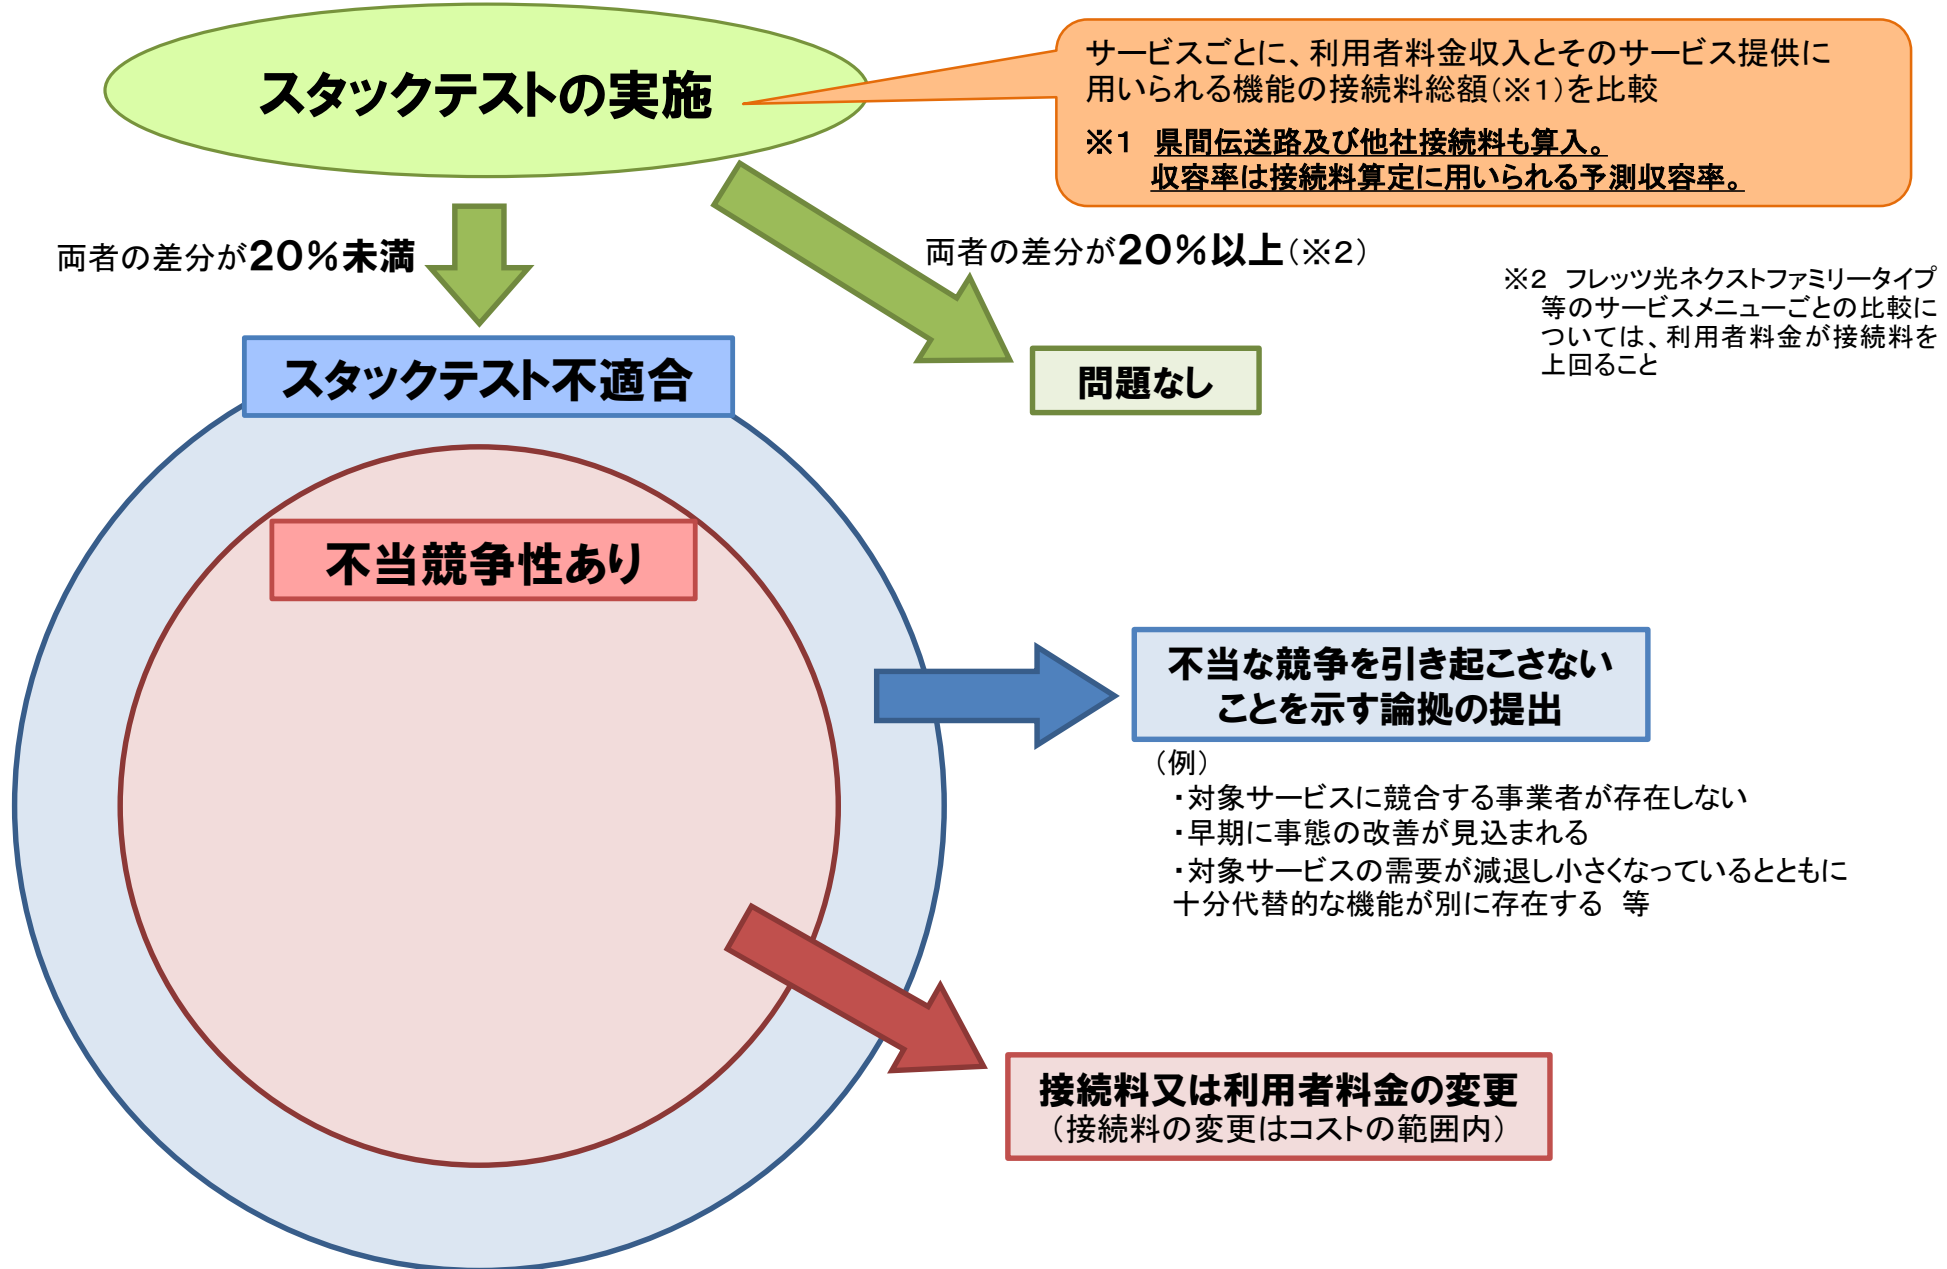 スタックテストの実施
サービスごとに、利用者料金収入とそのサービス提供に
用いられる機能の接続料総額（※1）を比較
※1　県間伝送路及び他社接続料も算入。
収容率は接続料算定に用いられる予測収容率。
両者の差分が20％未満
両者の差分が20％以上（※2）
※2　フレッツ光ネクストファミリータイプ
等のサービスメニューごとの比較に
ついては、利用者料金が接続料を
上回ること
スタックテスト不適合
問題なし
不当競争性あり
不当な競争を引き起こさない
ことを示す論拠の提出
（例）
・対象サービスに競合する事業者が存在しない
・早期に事態の改善が見込まれる
・対象サービスの需要が減退し小さくなっているとともに
十分代替的な機能が別に存在する　等
接続料又は利用者料金の変更
（接続料の変更はコストの範囲内）